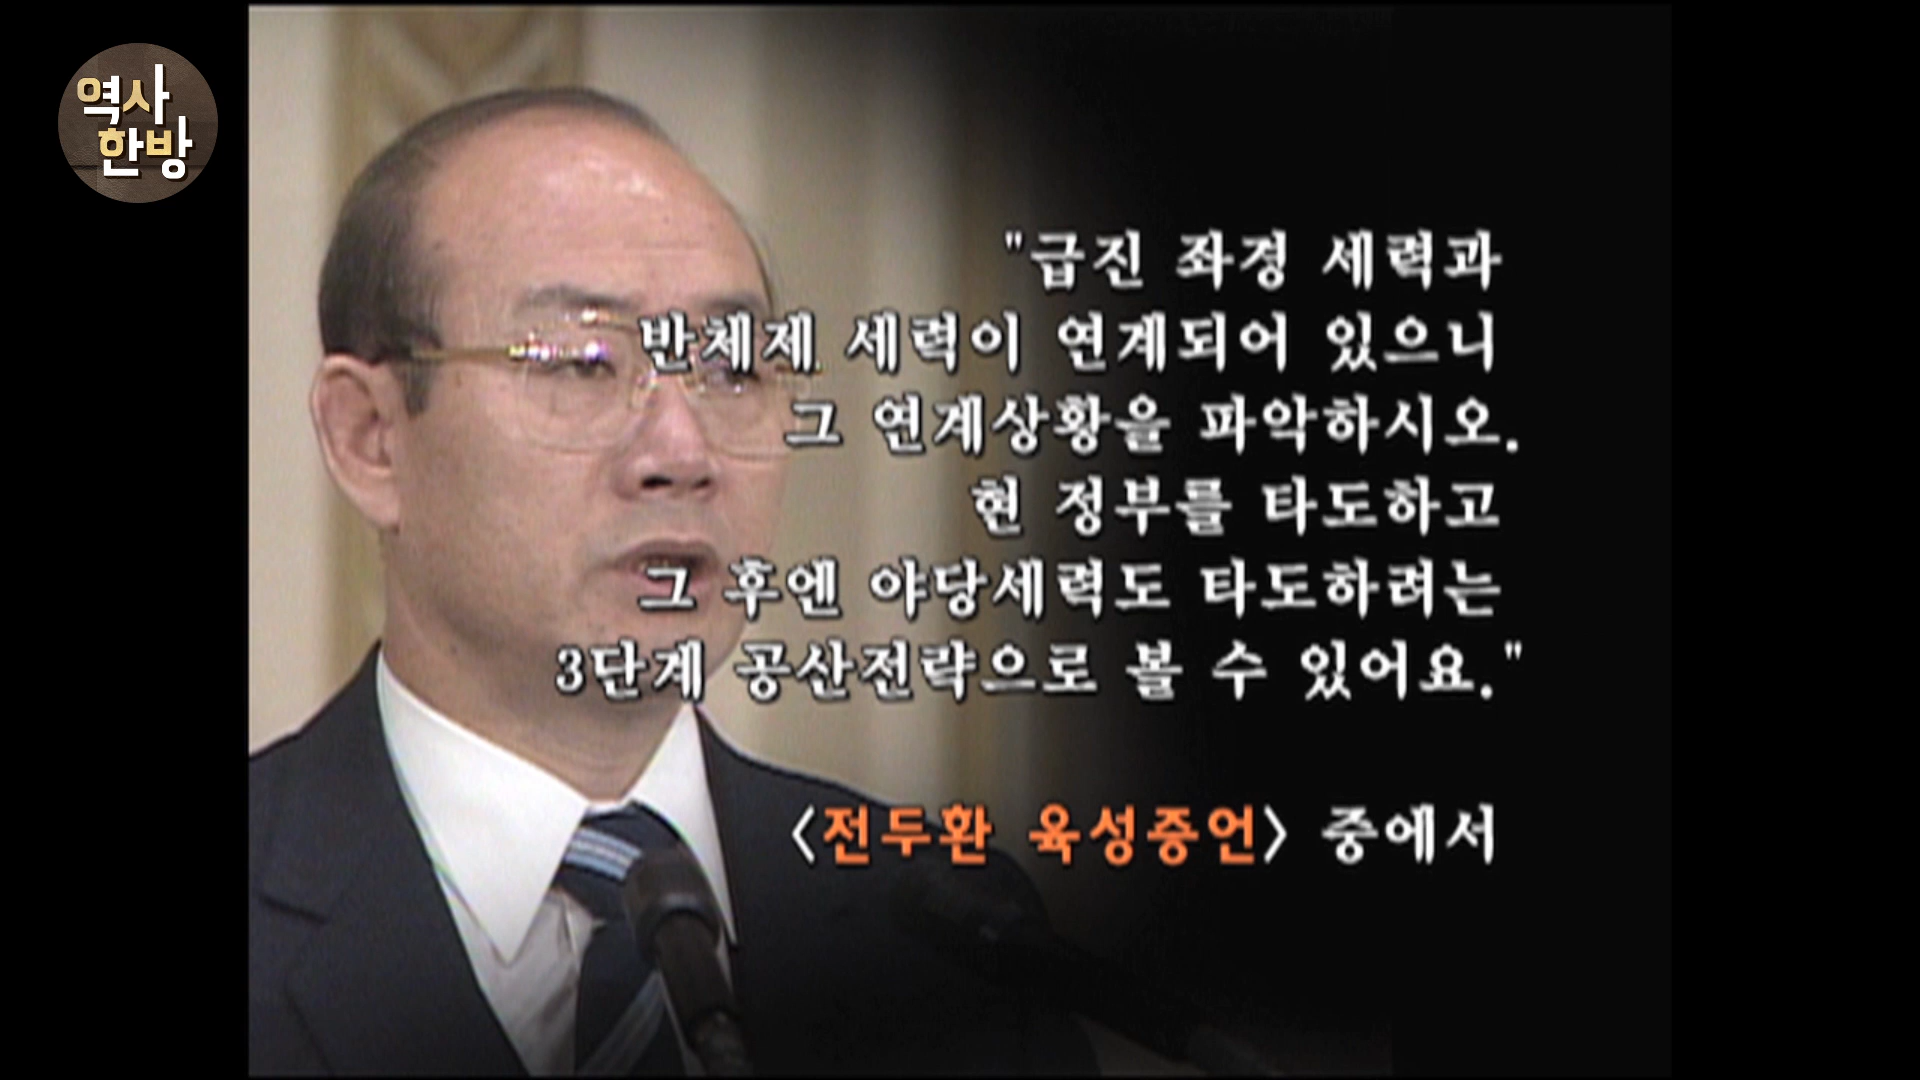 역사
한방
"급진 좌경 세력과
반체제 세력이 연계되어 있으니
그 연계상황을 파악하시오.
현 정부를 타도하고
그 후엔 야당세력도 타도하려는
3단계 공산전략으로 볼 수 있어요."
<전두환 육성증언> 중에서